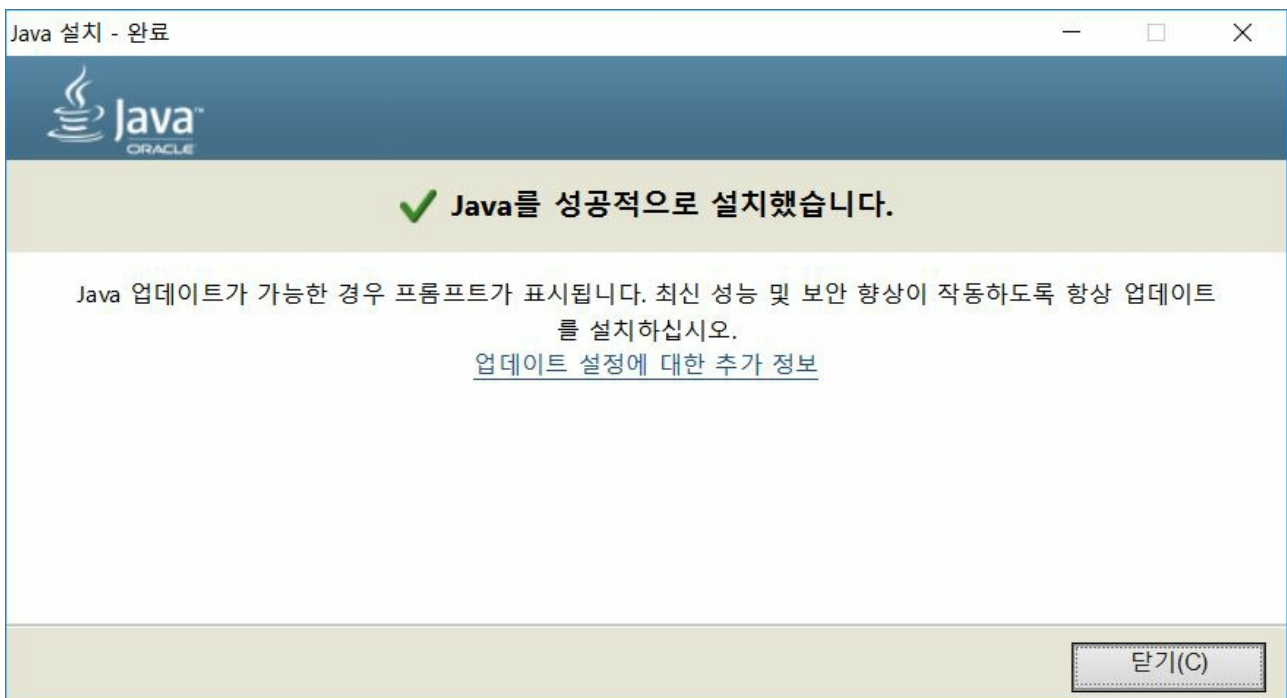 Java 설치 - 완료
Java™
ORACLE
Java를 성공적으로 설치했습니다.
Java 업데이트가 가능한 경우 프롬프트가 표시됩니다. 최신 성능 및 보안 향상이 작동하도록 항상 업데이트
를 설치하십시오.
업데이트 설정에 대한 추가 정보
닫기(C)